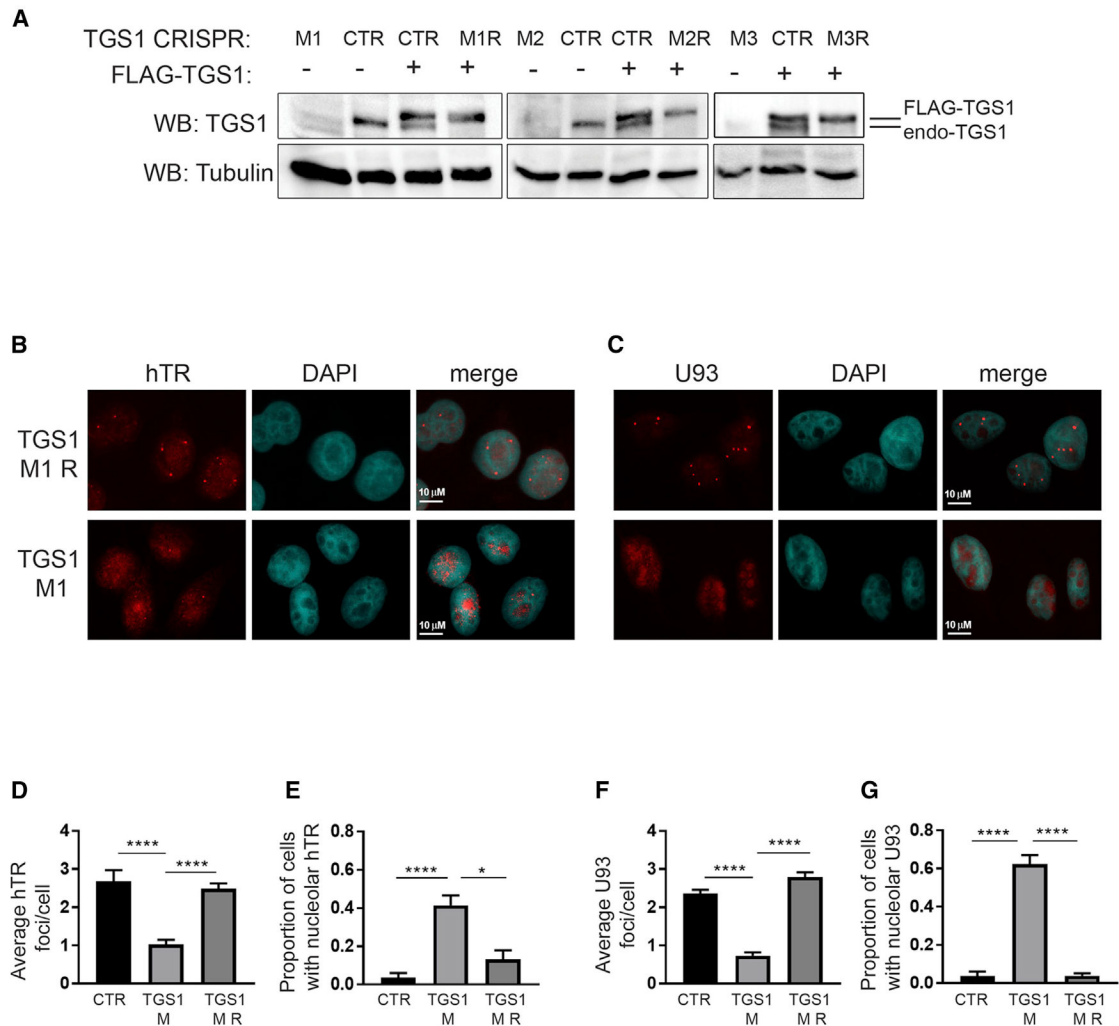 A
TGS1 CRISPR: M1 CTR CTR M1R M2 CTR CTR M2R M3 CTR M3R
FLAG-TGS1: - - + + - - + + - + +
WB: TGS1
FLAG-TGS1
endo-TGS1
WB: Tubulin
B
hTR DAPI merge
TGS1
M1 R
10 µM
TGS1
M1
10 µM
C
U93 DAPI merge
10 µM
10 µM
D
Average hTR
foci/cell
4
3
2
1
0
**** ****
CTR TGS1 TGS1
M M R
E
Proportion of cells
with nucleolar hTR
0.8
0.6
0.4
0.2
0.0
**** *
CTR TGS1 TGS1
M M R
F
Average U93
foci/cell
4
3
2
1
0
**** ****
CTR TGS1 TGS1
M M R
G
Proportion of cells
with nucleolar U93
0.8
0.6
0.4
0.2
0.0
**** ****
CTR TGS1 TGS1
M M R